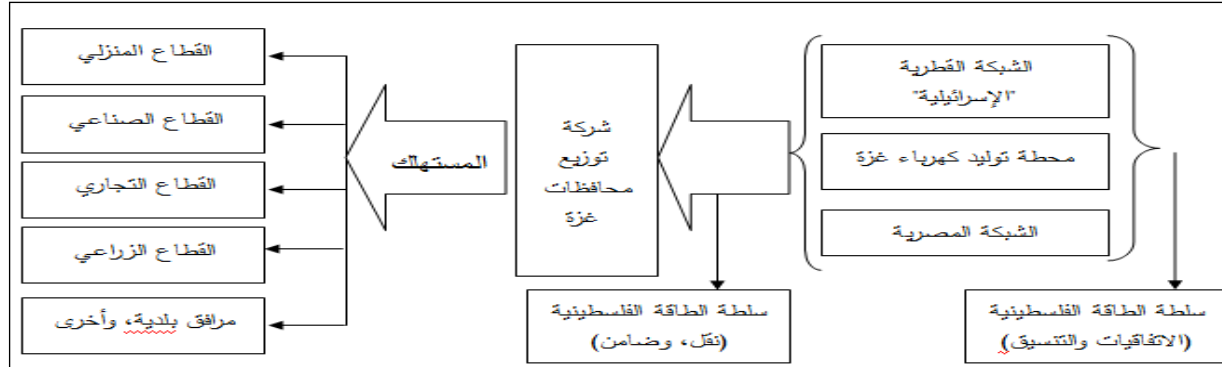 الشبكة القطرية
"الإسرائيلية"
محطة توليد كهرباء غزة
الشبكة المصرية
سلطة الطاقة الفلسطينية
(الاتفاقيات والتنسيق)
سلطة الطاقة الفلسطينية
(نقل، وضامن)
شركة
توزيع
محافظات
غزة
المستهلك
القطاع المنزلي
القطاع الصناعي
القطاع التجاري
القطاع الزراعي
مرافق بلدية، وأخرى